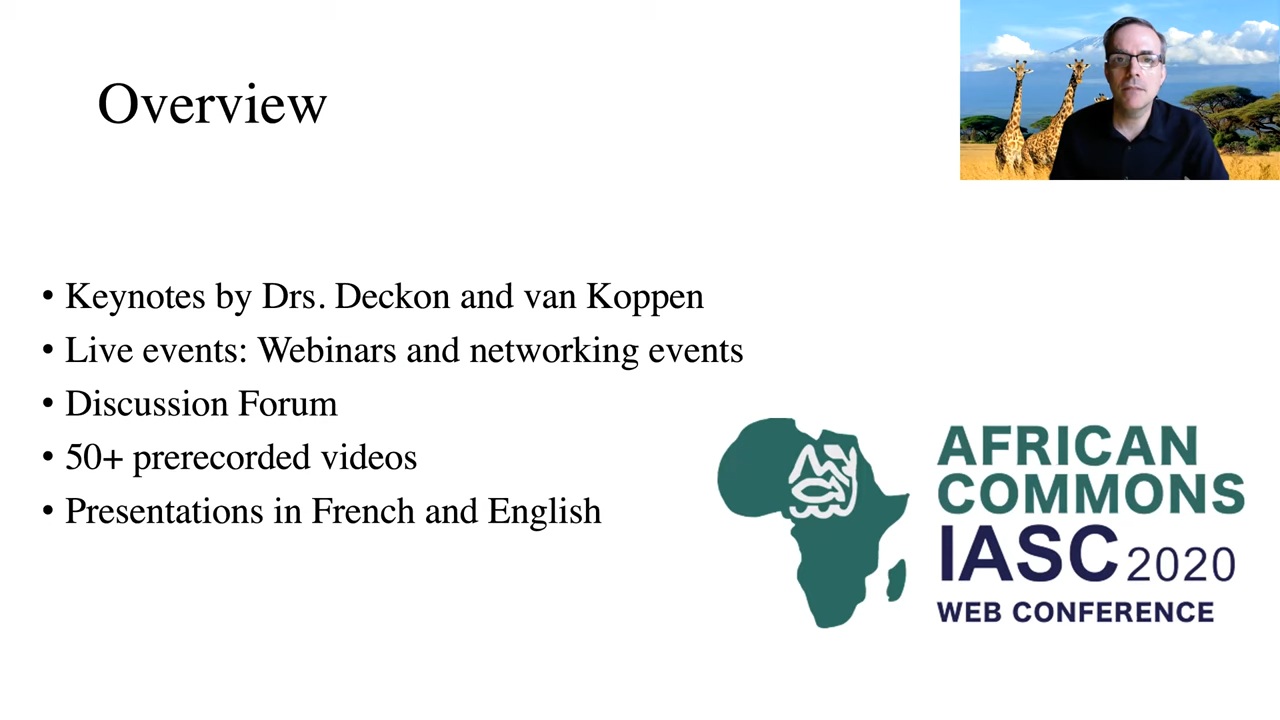 Overview
• Keynotes by Drs. Deckon and van Koppen
• Live events: Webinars and networking events
• Discussion Forum
• 50+ prerecorded videos
• Presentations in French and English
AFRICAN
COMMONS
IASC 2020
WEB CONFERENCE